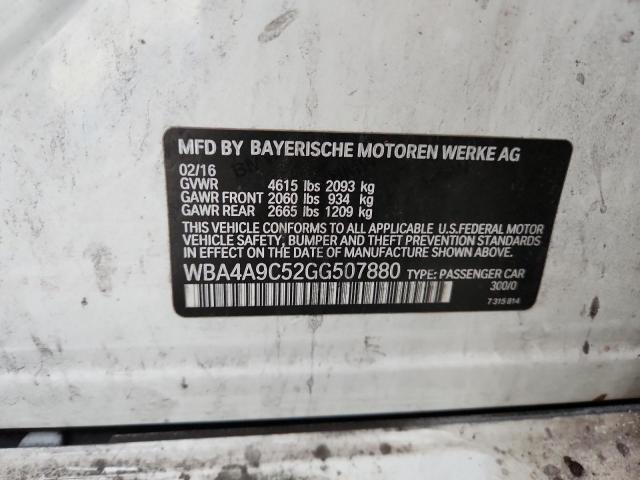 MFD BY BAYERISCHE MOTOREN WERKE AG
02/16
GVWR 4615 lbs 2093 kg
GAWR FRONT 2060 lbs 934 kg
GAWR REAR 2665 lbs 1209 kg
THIS VEHICLE CONFORMS TO ALL APPLICABLE U.S.FEDERAL MOTOR
VEHICLE SAFETY, BUMPER AND THEFT PREVENTION STANDARDS
IN EFFECT ON THE DATE OF MANUFACTURE SHOWN ABOVE.
WBA4A9C52GG507880 TYPE: PASSENGER CAR
300/0
7 315 814